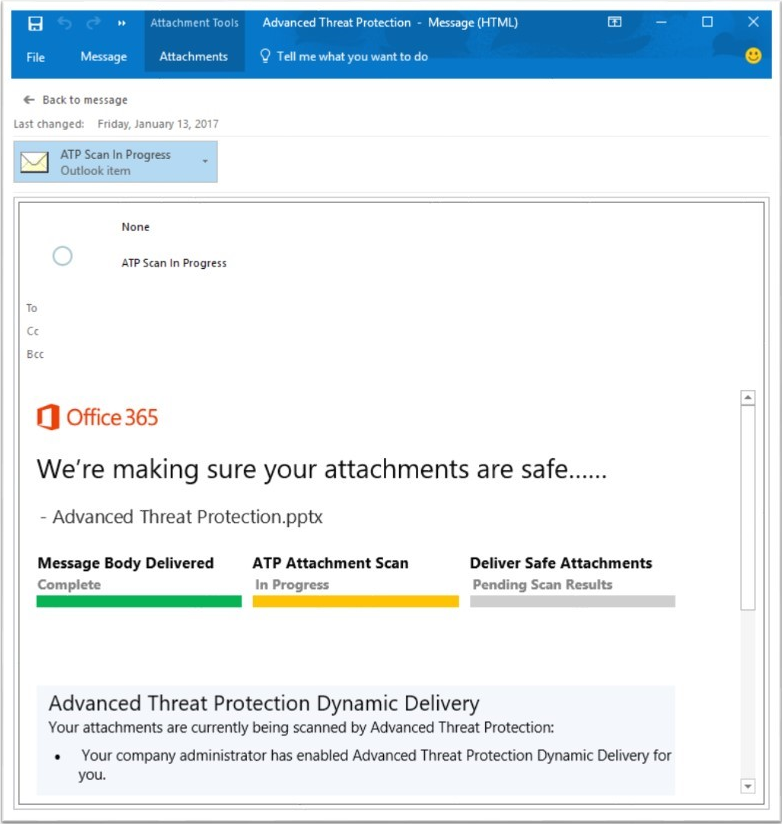 Attachment Tools
Advanced Threat Protection - Message (HTML)
File
Message
Attachments
Tell me what you want to do
Back to message
Last changed: Friday, January 13, 2017
ATP Scan In Progress
Outlook item
None
ATP Scan In Progress
To
Cc
Bcc
Office 365
We're making sure your attachments are safe......
- Advanced Threat Protection.pptx
Message Body Delivered
Complete
ATP Attachment Scan
In Progress
Deliver Safe Attachments
Pending Scan Results
Advanced Threat Protection Dynamic Delivery
Your attachments are currently being scanned by Advanced Threat Protection:
• Your company administrator has enabled Advanced Threat Protection Dynamic Delivery for
you.